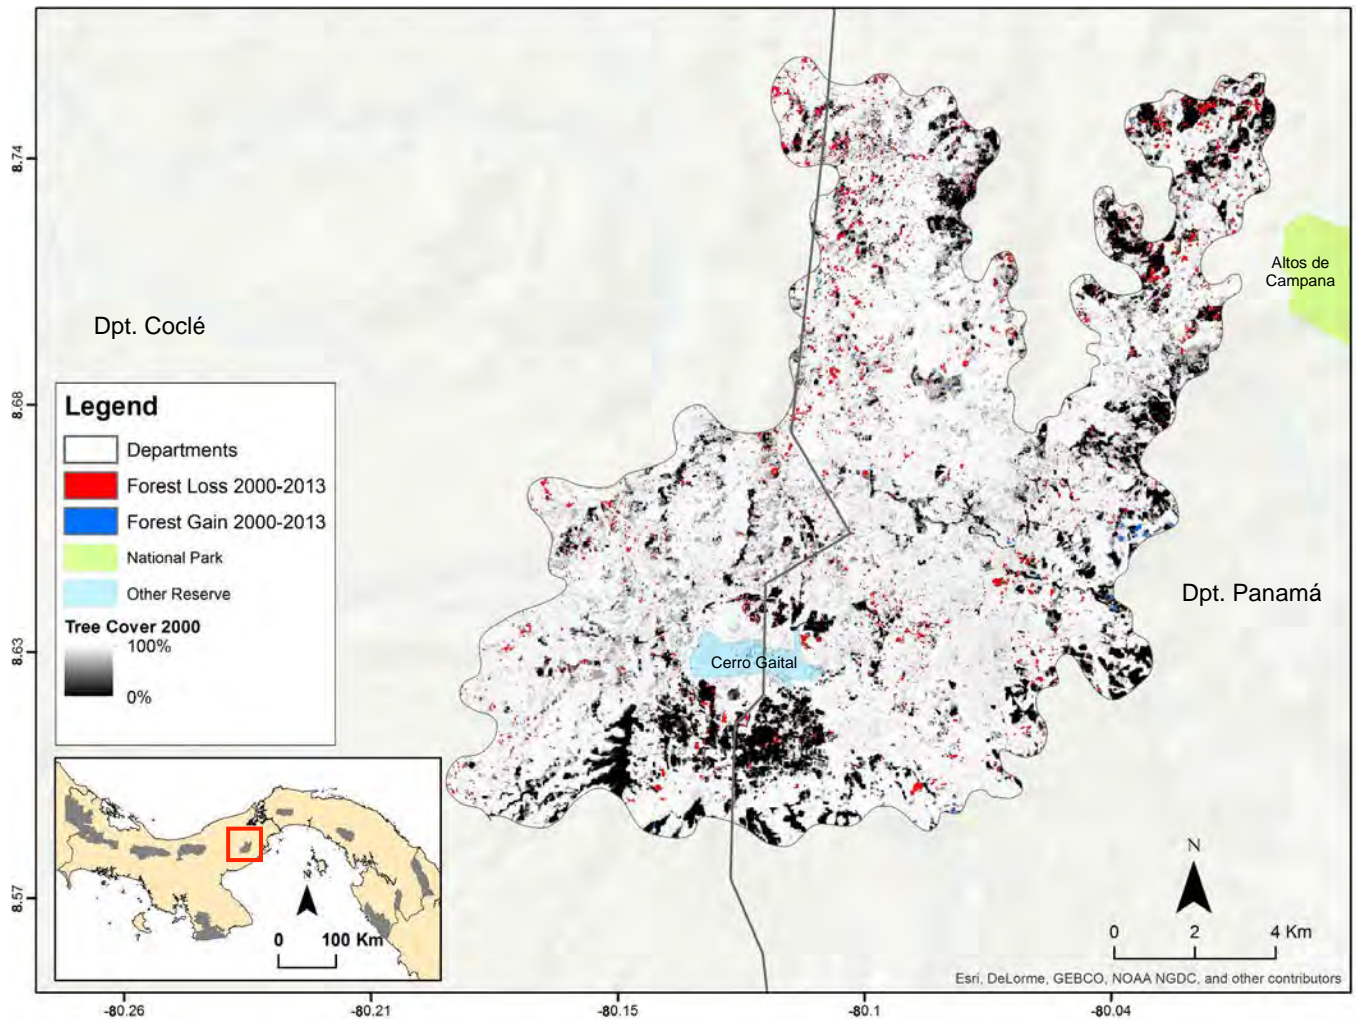 8.74
8.68
8.63
8.57
Altos de
Campana
Dpt. Coclé
Legend
Departments
Forest Loss 2000-2013
Forest Gain 2000-2013
National Park
Other Reserve
Tree Cover 2000
100%
0%
Dpt. Panamá
Cerro Gaital
N
0 100 Km
N
0 2 4 Km
Esri, DeLorme, GEBCO, NOAA NGDC, and other contributors
-80.26 -80.21 -80.15 -80.1 -80.04